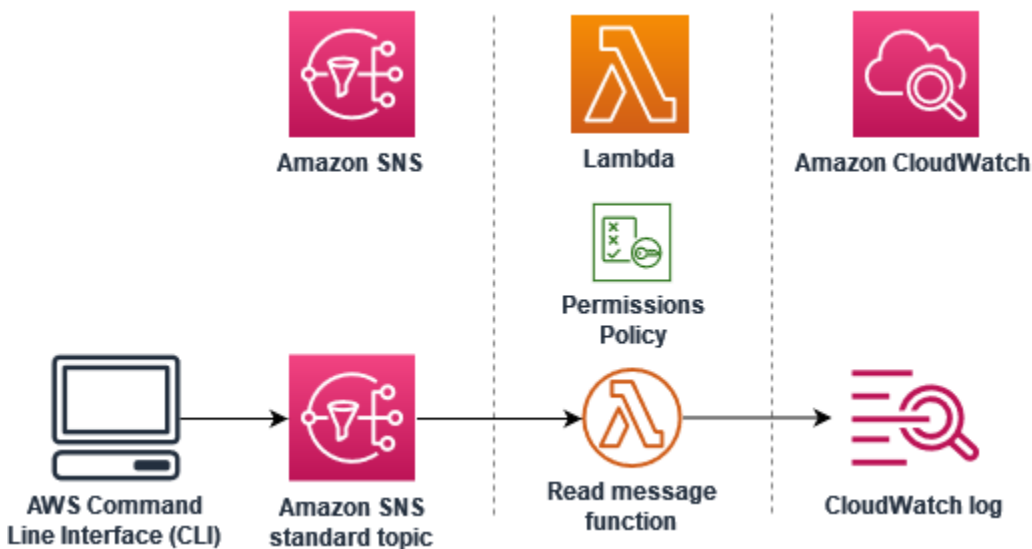 Amazon SNS
Lambda
Amazon CloudWatch
Permissions
Policy
AWS Command
Line Interface (CLI)
Amazon SNS
standard topic
Read message
function
CloudWatch log